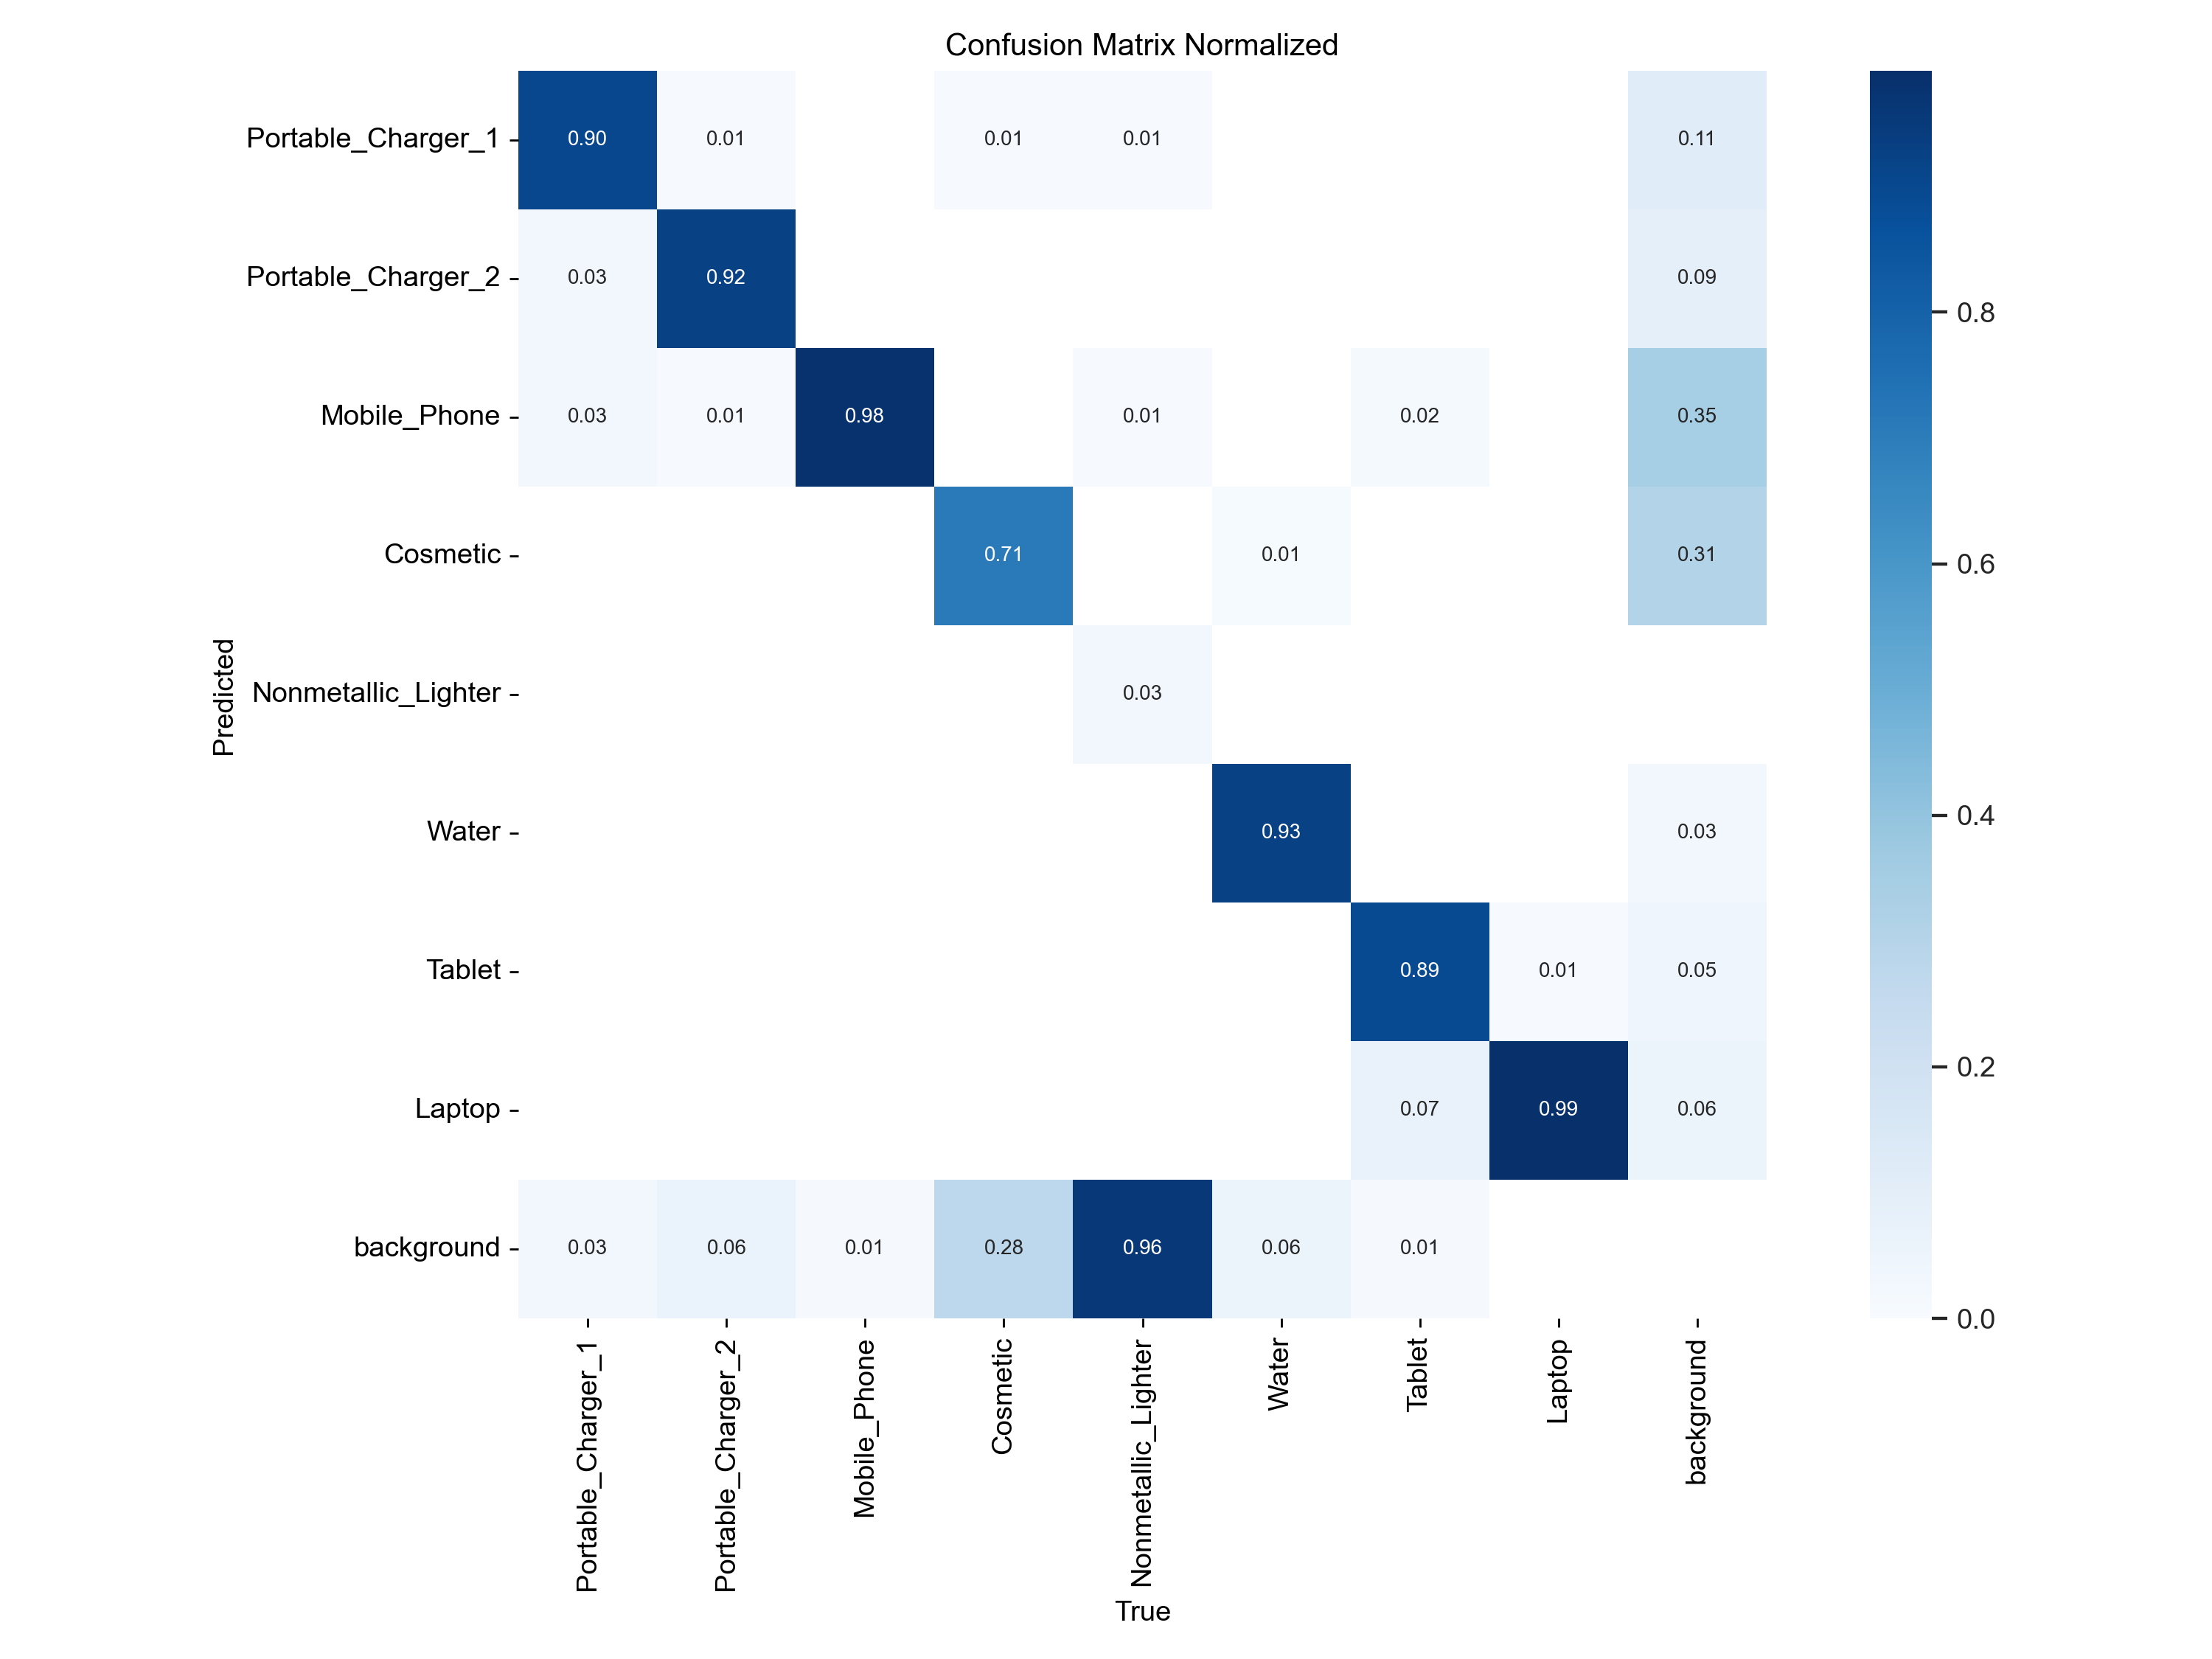 Confusion Matrix Normalized
Portable_Charger_1
0.90
0.01
0.01
0.01
0.11
Portable_Charger_2
0.03
0.92
0.09
0.8
Mobile_Phone
0.03
0.01
0.98
0.01
0.02
0.35
Cosmetic
0.71
0.01
0.31
0.6
Predicted
Nonmetallic_Lighter
0.03
Water
0.93
0.03
0.4
Tablet
0.89
0.01
0.05
0.2
Laptop
0.07
0.99
0.06
background
0.03
0.06
0.01
0.28
0.96
0.06
0.01
0.0
Portable_Charger_1
Portable_Charger_2
Mobile_Phone
Cosmetic
Nonmetallic_Lighter
Water
Tablet
Laptop
background
True